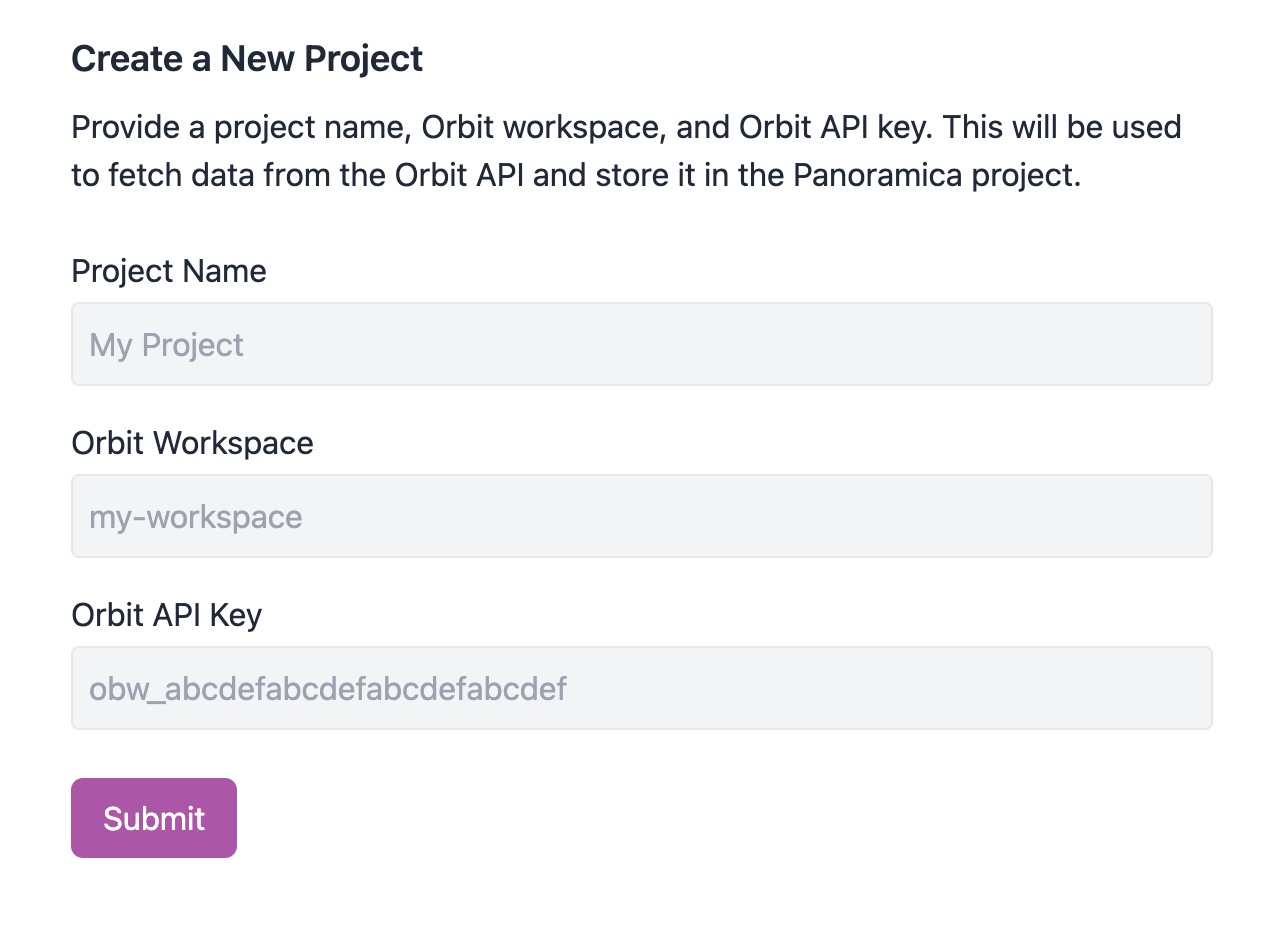 Create a New Project
Provide a project name, Orbit workspace, and Orbit API key. This will be used
to fetch data from the Orbit API and store it in the Panoramica project.
Project Name
My Project
Orbit Workspace
my-workspace
Orbit API Key
obw_abcdefabcdefabcdefabcdef
Submit